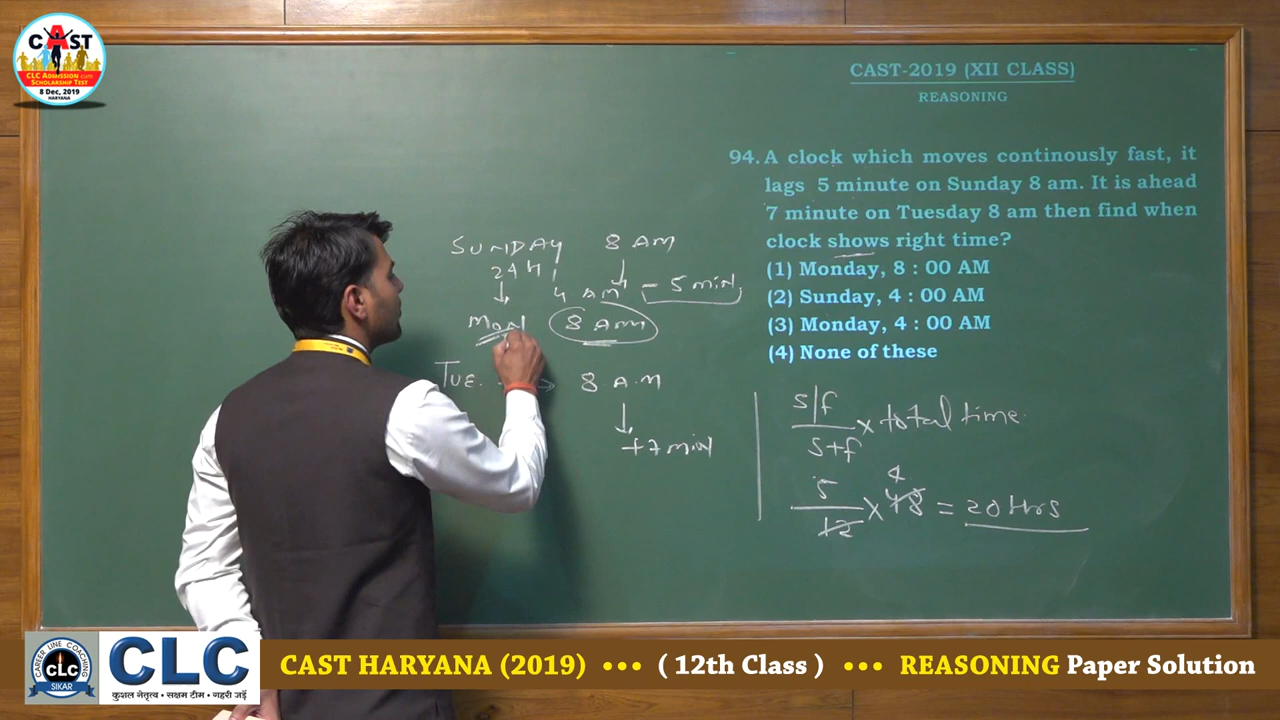 CAST
CLC ADMISSION CUM
SCHOLARSHIP TEST
8 Dec, 2019
HARYANA
CAST-2019 (XII CLASS)
REASONING
94. A clock which moves continously fast, it
lags 5 minute on Sunday 8 am. It is ahead
7 minute on Tuesday 8 am then find when
clock shows right time?
(1) Monday, 8 : 00 AM
(2) Sunday, 4 : 00 AM
(3) Monday, 4 : 00 AM
(4) None of these
SUNDAY 8 AM
24 H
4 AM - 5 min
MON 8 AM
TUE. 8 A.M
+7 min
s/f
s+f × total time
5 4
12 × 48 = 20 Hrs
CAREER LINE COACHING
CLC
SIKAR
CLC
कुशल नेतृत्व • सक्षम टीम • गहरी जड़ें
CAST HARYANA (2019) ••• ( 12th Class ) ••• REASONING Paper Solution